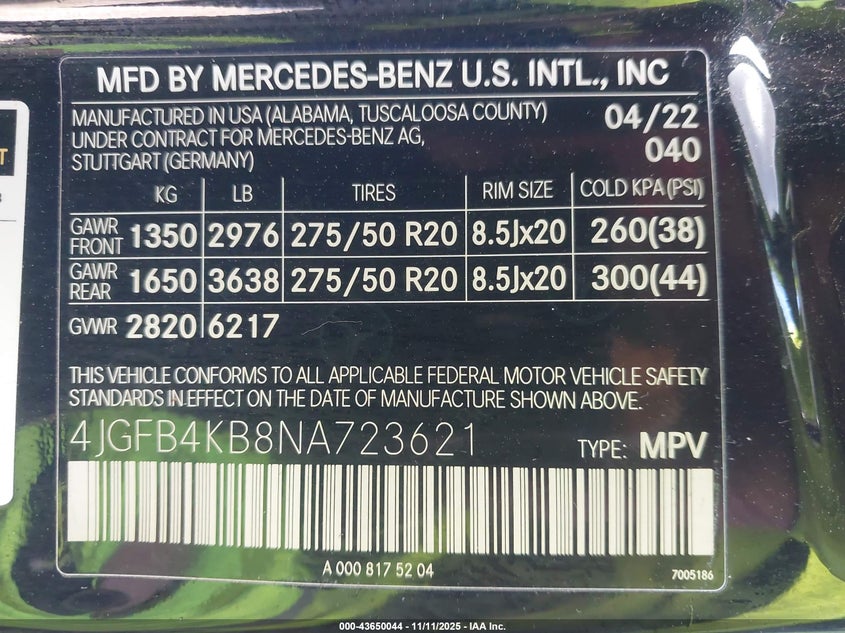 MFD BY MERCEDES-BENZ U.S. INTL., INC
MANUFACTURED IN USA (ALABAMA, TUSCALOOSA COUNTY) 04/22
UNDER CONTRACT FOR MERCEDES-BENZ AG, 040
STUTTGART (GERMANY)
KG LB TIRES RIM SIZE COLD KPA (PSI)
GAWR FRONT 1350 2976 275/50 R20 8.5Jx20 260(38)
GAWR REAR 1650 3638 275/50 R20 8.5Jx20 300(44)
GVWR 2820 6217
THIS VEHICLE CONFORMS TO ALL APPLICABLE FEDERAL MOTOR VEHICLE SAFETY
STANDARDS IN EFFECT ON THE DATE OF MANUFACTURE SHOWN ABOVE.
4JGFB4KB8NA723621 TYPE: MPV
A 000 817 52 04 7005186
000-43650044 - 11/11/2025 - IAA Inc.